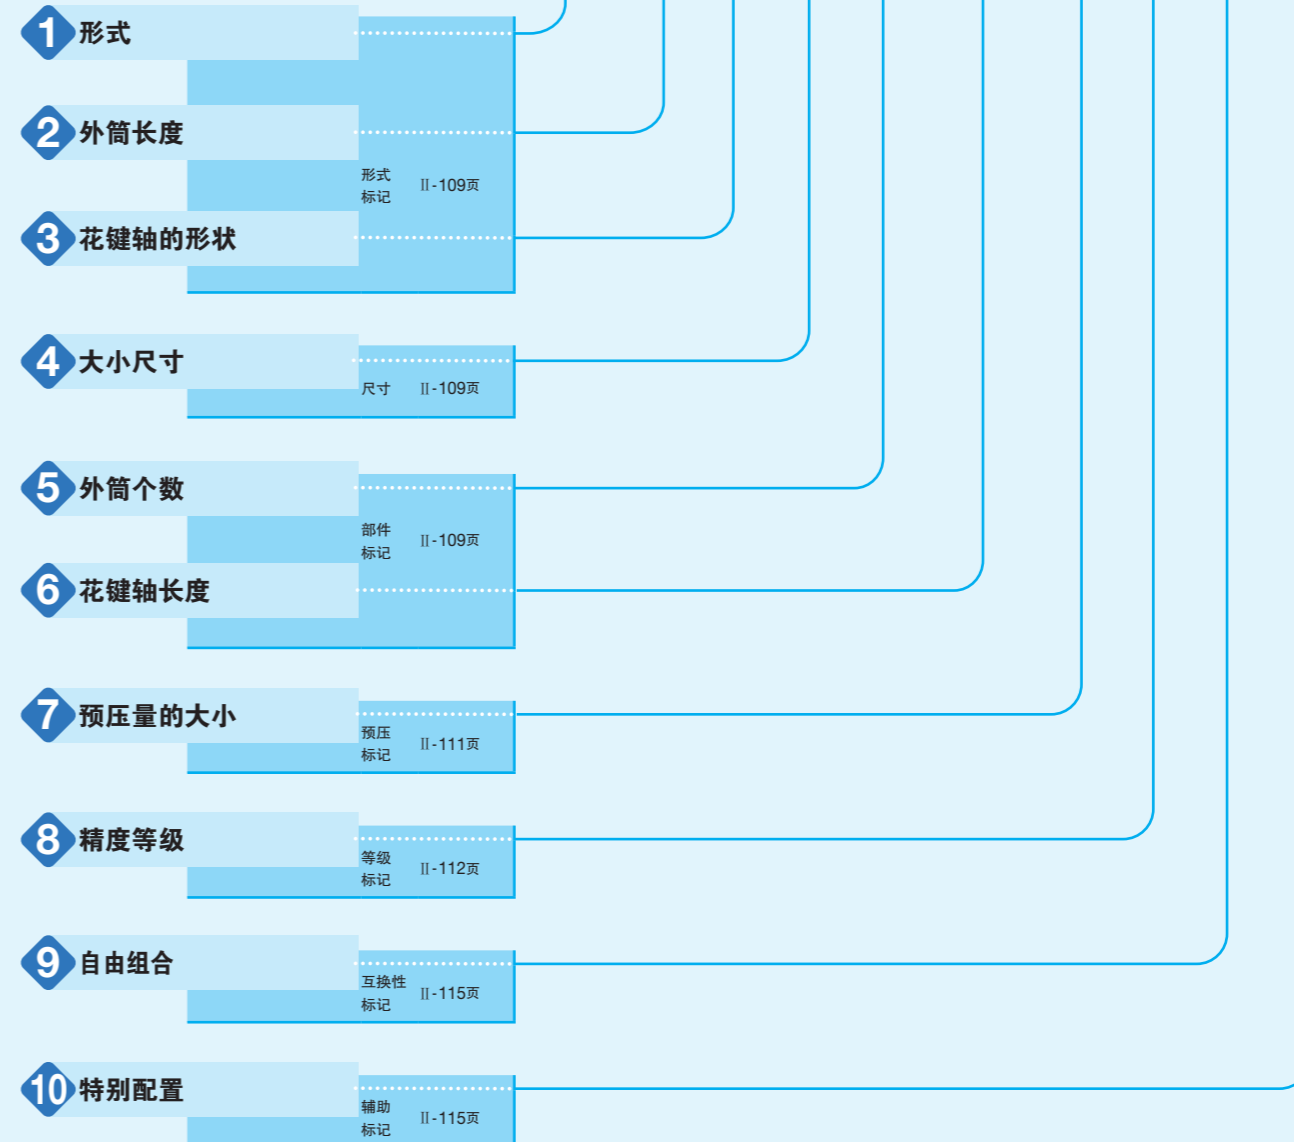 1 形式
2 外筒长度
形式
标记
Ⅱ-109页
3 花键轴的形状
4 大小尺寸
尺寸 Ⅱ-109页
5 外筒个数
部件
标记
Ⅱ-109页
6 花键轴长度
7 预压量的大小
预压
标记
Ⅱ-111页
8 精度等级
等级
标记
Ⅱ-112页
9 自由组合
互换性
标记
Ⅱ-115页
10 特别配置
辅助
标记
Ⅱ-115页